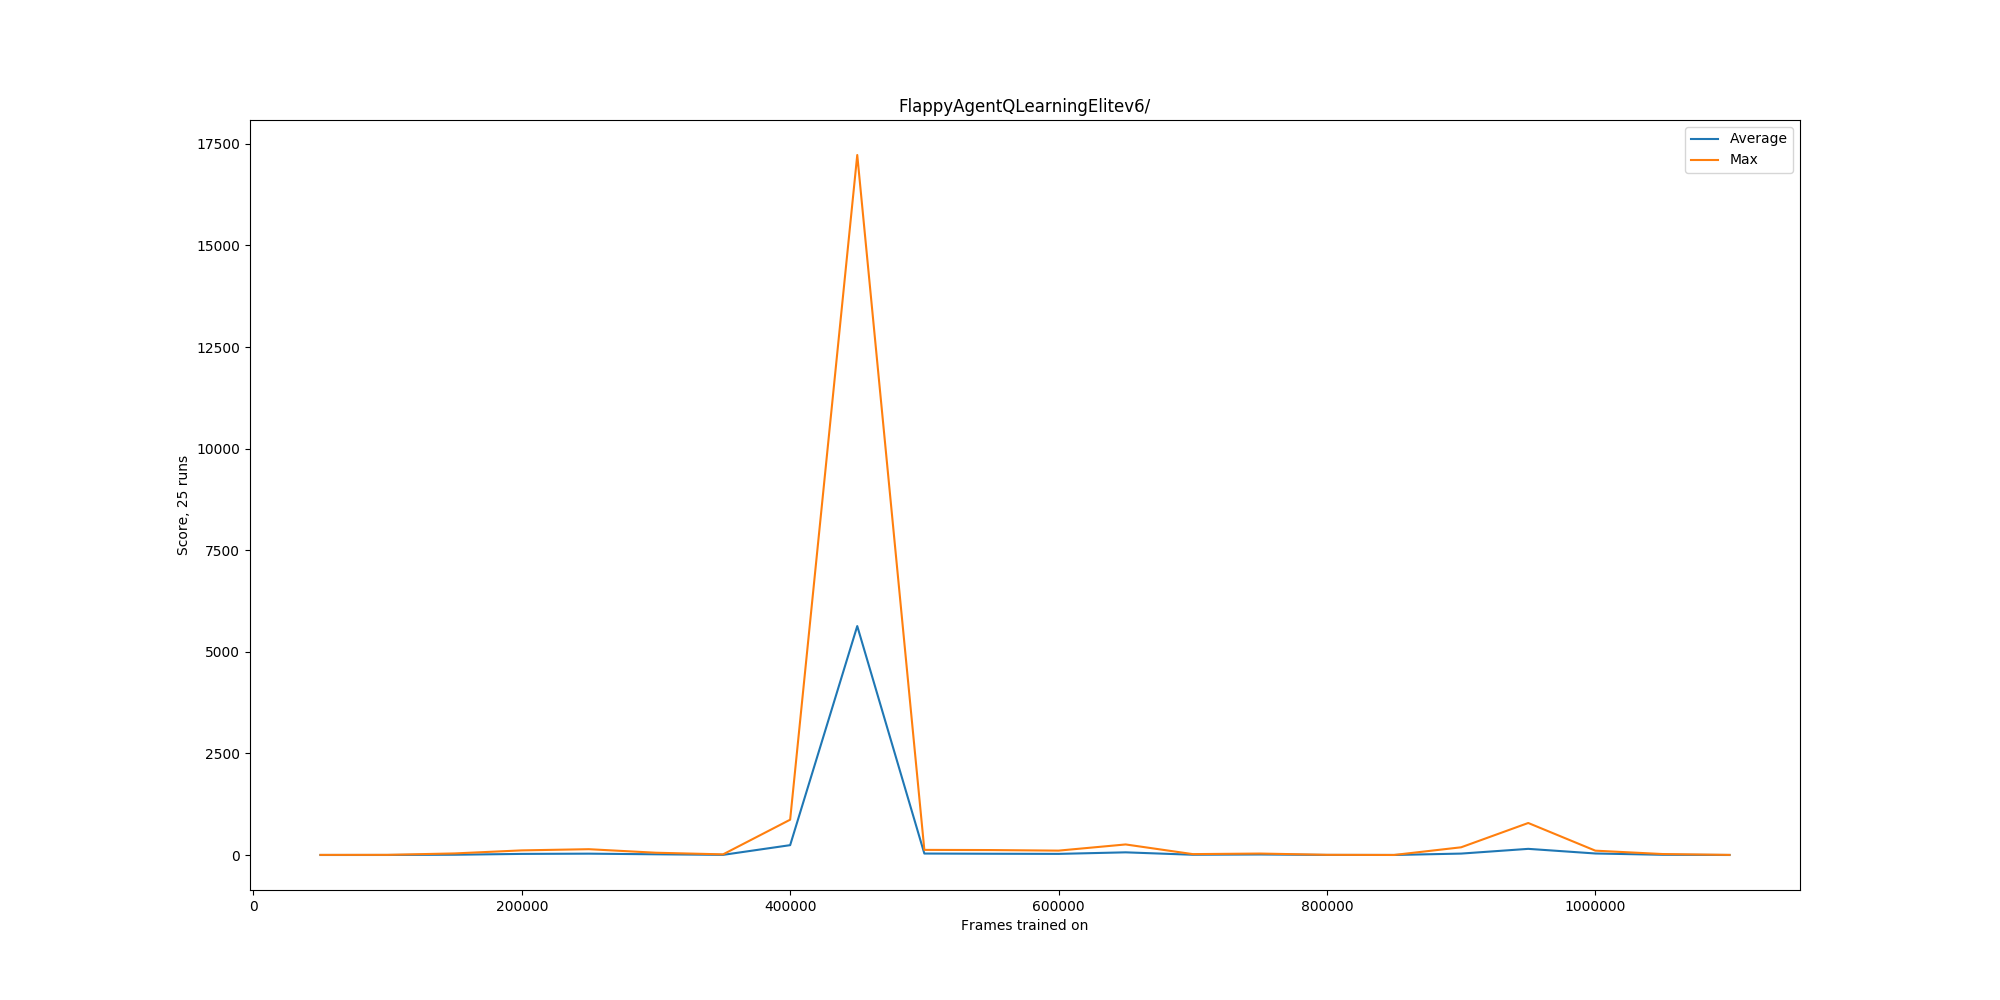 FlappyAgentQLearningElitev6/
Average
Max
17500
15000
12500
10000
7500
5000
2500
0
Score, 25 runs
0 200000 400000 600000 800000 1000000
Frames trained on